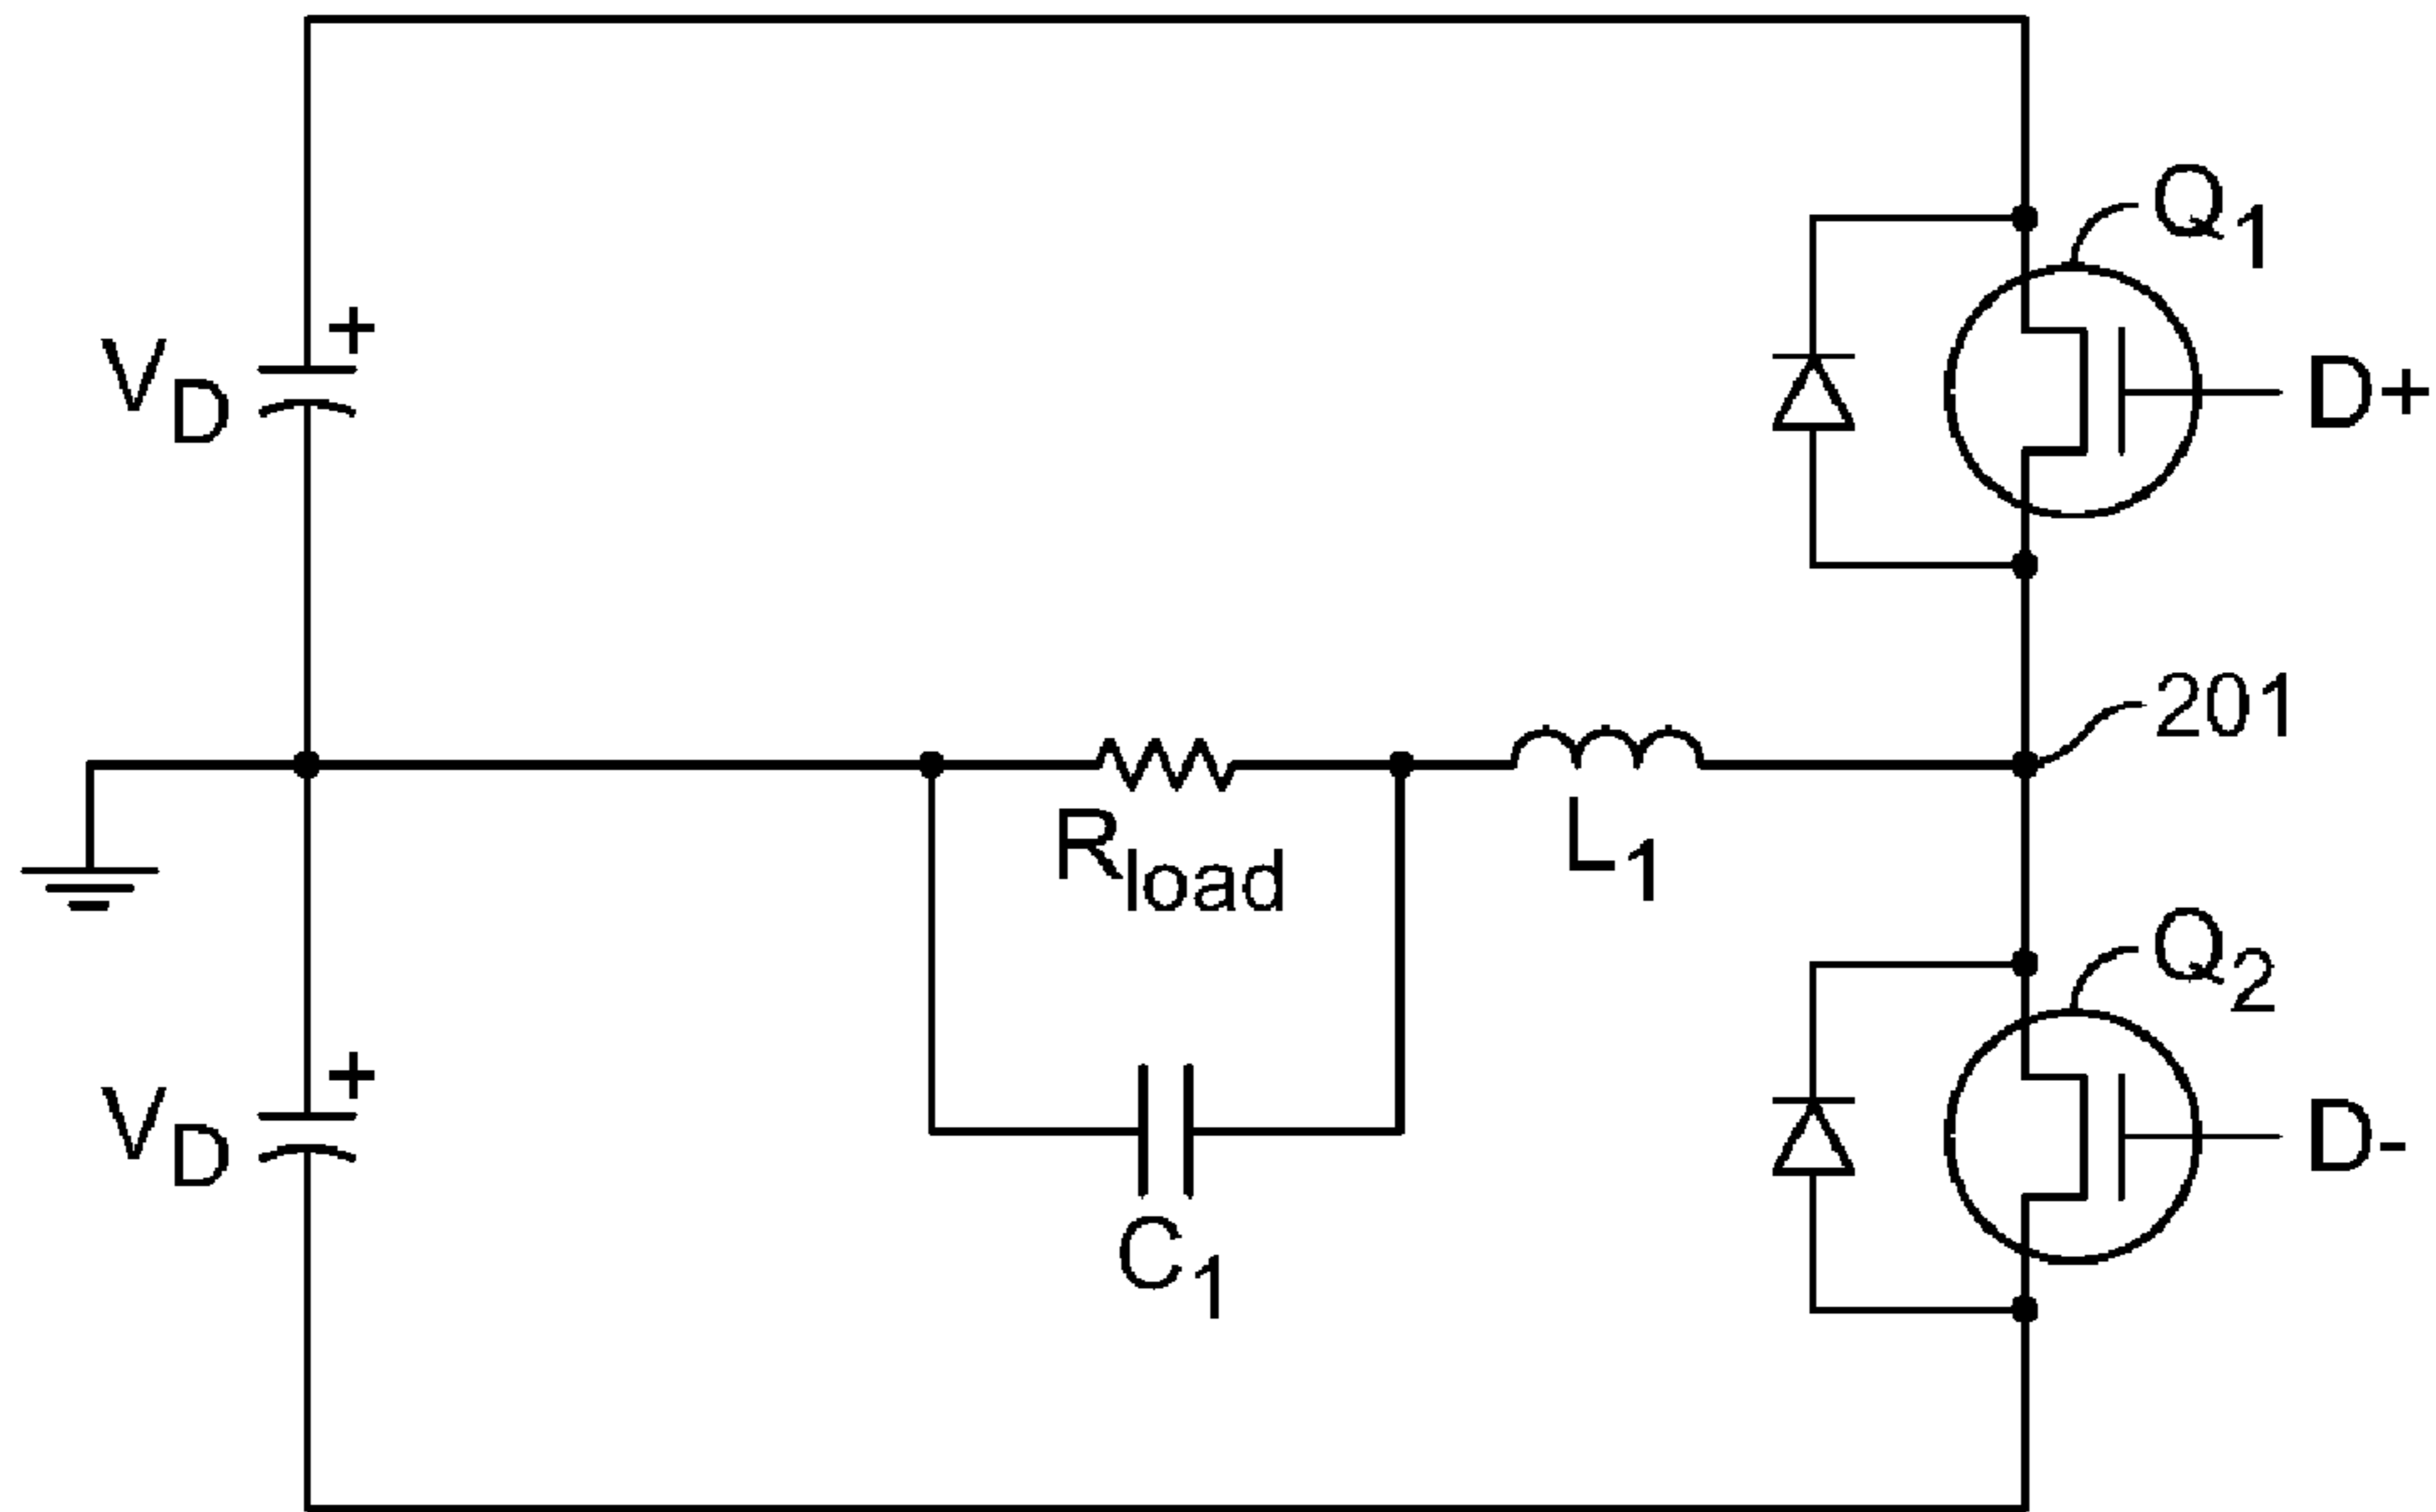 Q1
+
VD
D+
201
Rload
L1
Q2
+
VD
D-
C1